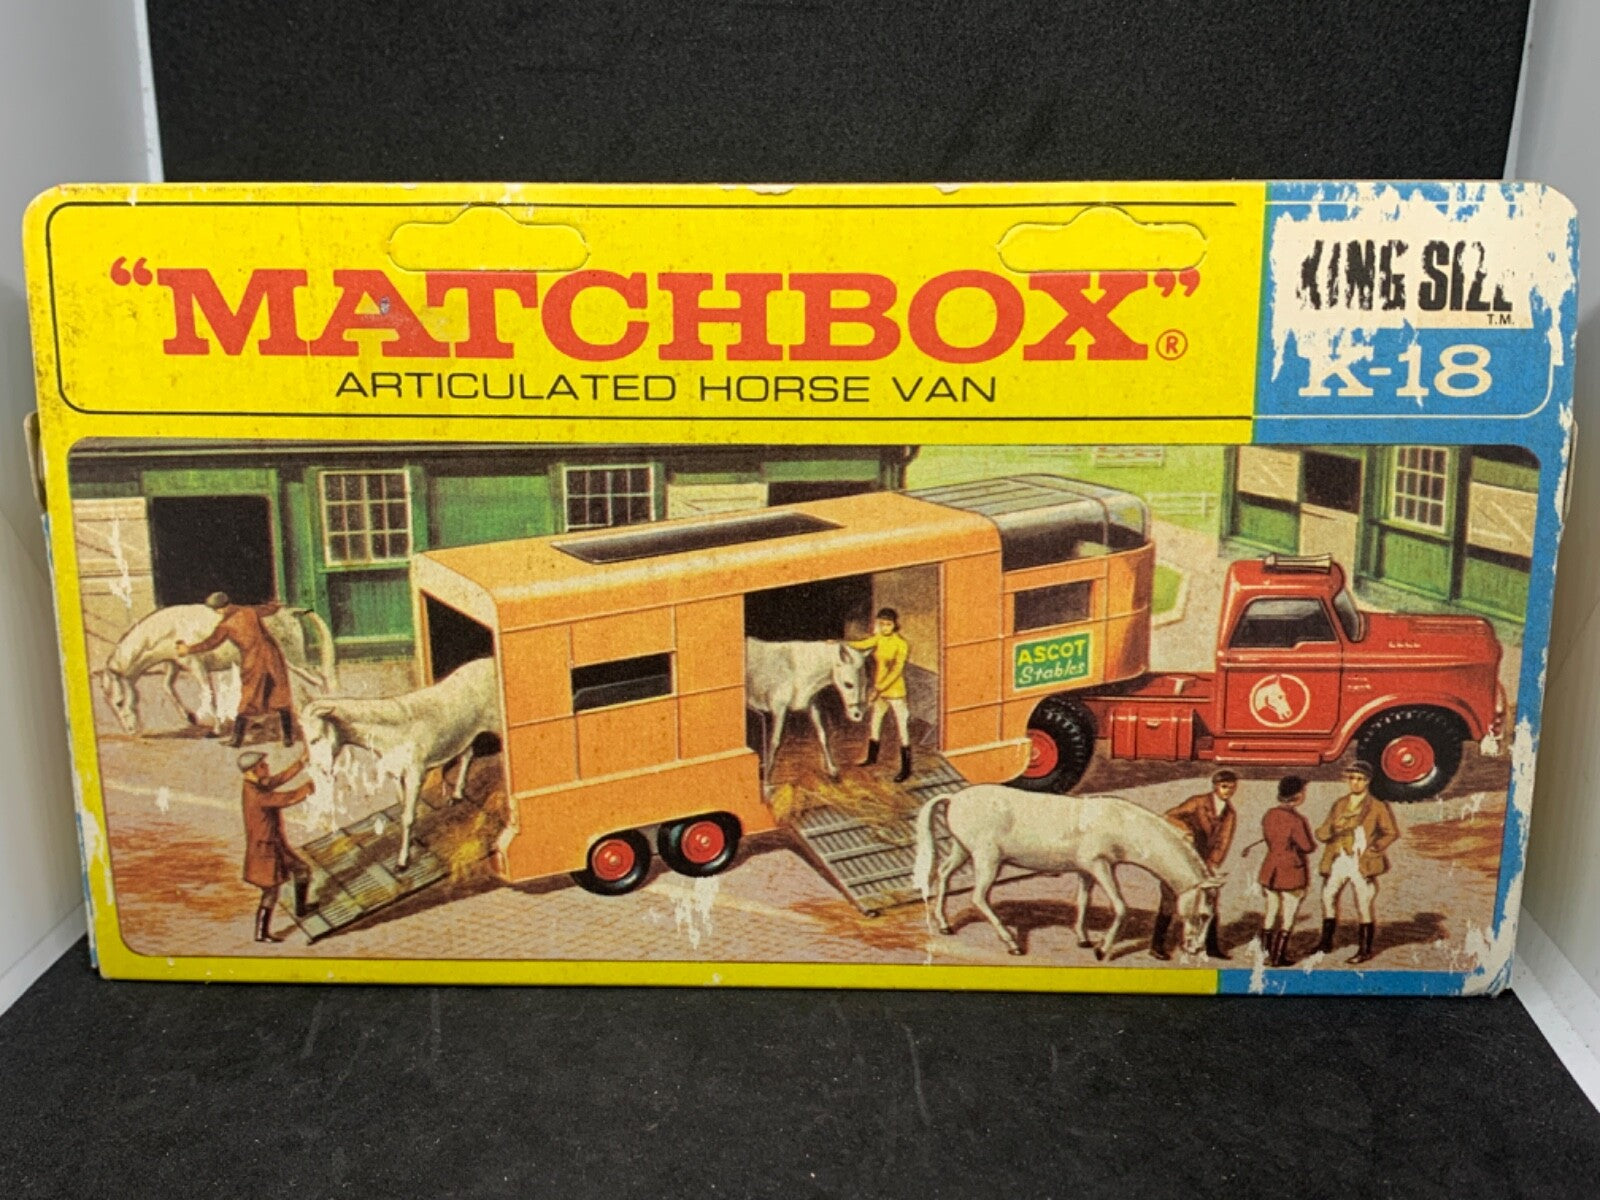 "MATCHBOX"®
ARTICULATED HORSE VAN
KING SIZE
T.M.
K-18
ASCOT
Stables